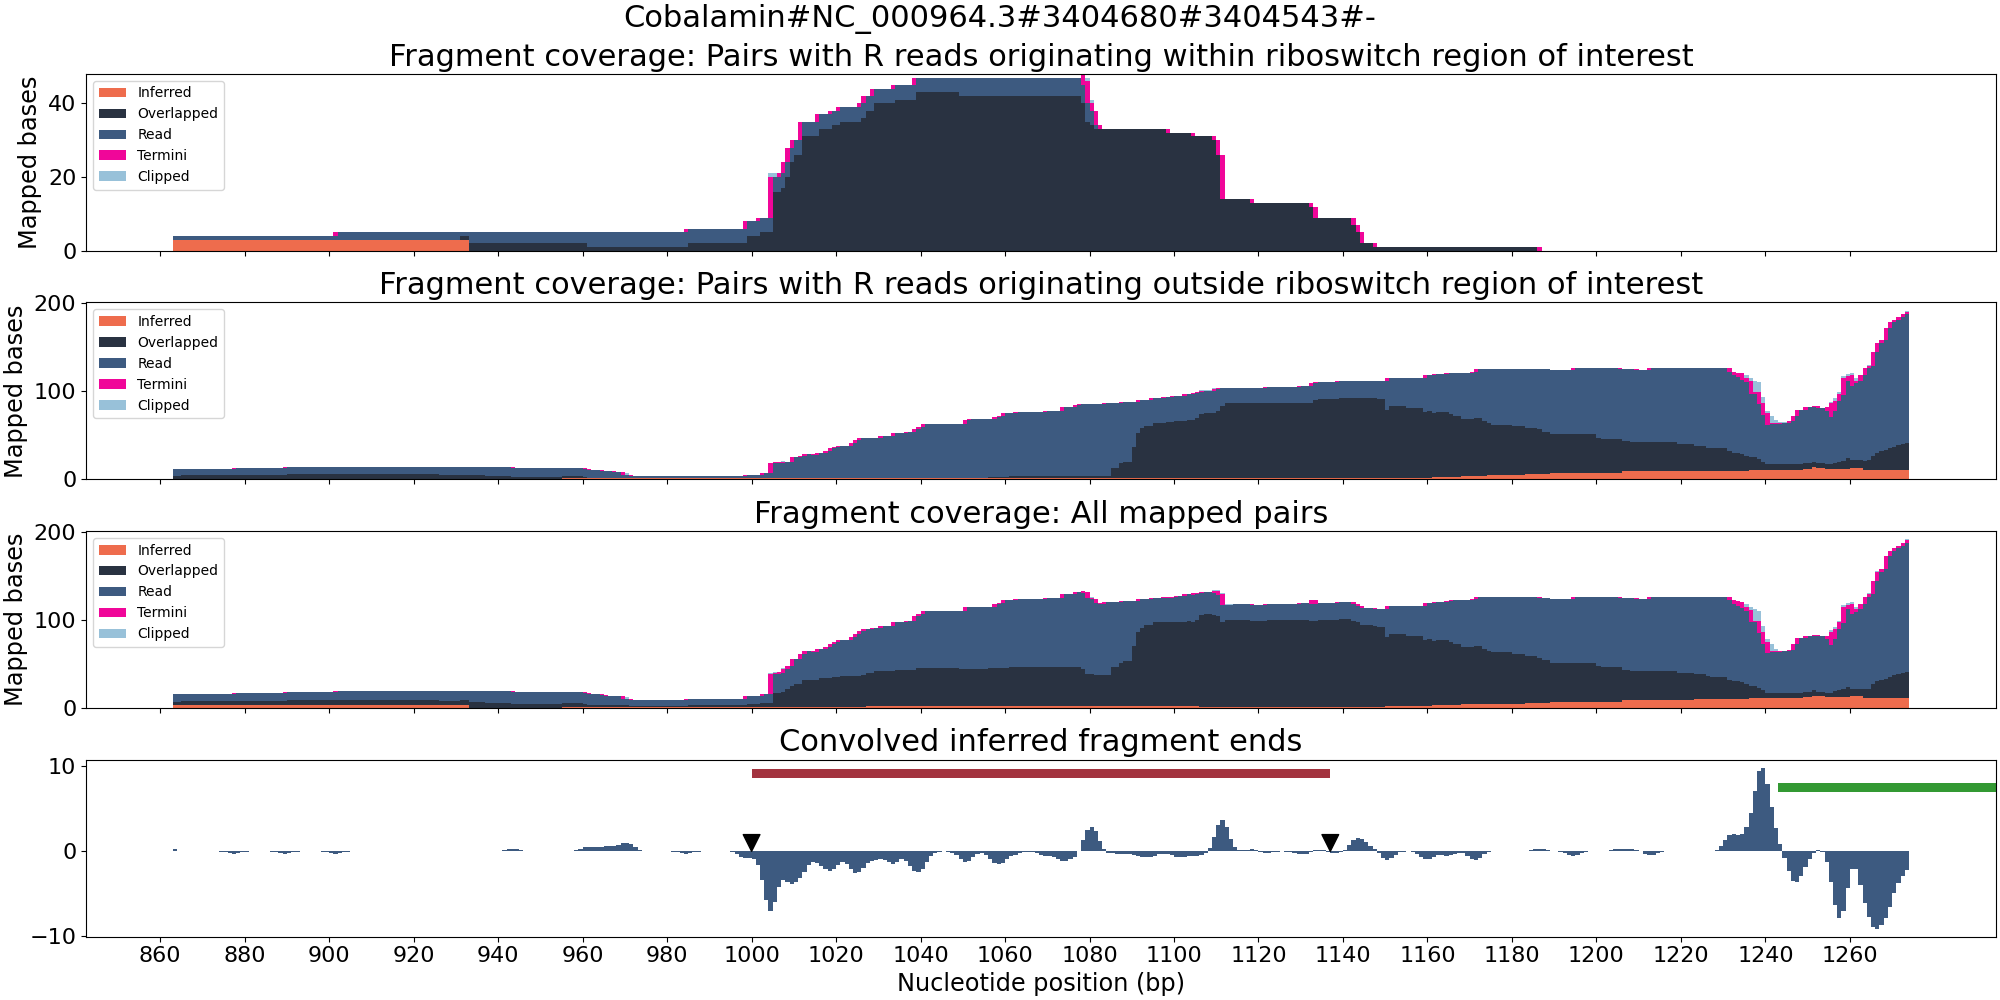 Cobalamin#NC_000964.3#3404680#3404543#-
Fragment coverage: Pairs with R reads originating within riboswitch region of interest
Mapped bases
40
20
0
Inferred
Overlapped
Read
Termini
Clipped
Fragment coverage: Pairs with R reads originating outside riboswitch region of interest
Mapped bases
200
100
0
Inferred
Overlapped
Read
Termini
Clipped
Fragment coverage: All mapped pairs
Mapped bases
200
100
0
Inferred
Overlapped
Read
Termini
Clipped
Convolved inferred fragment ends
10
0
−10
860 880 900 920 940 960 980 1000 1020 1040 1060 1080 1100 1120 1140 1160 1180 1200 1220 1240 1260
Nucleotide position (bp)